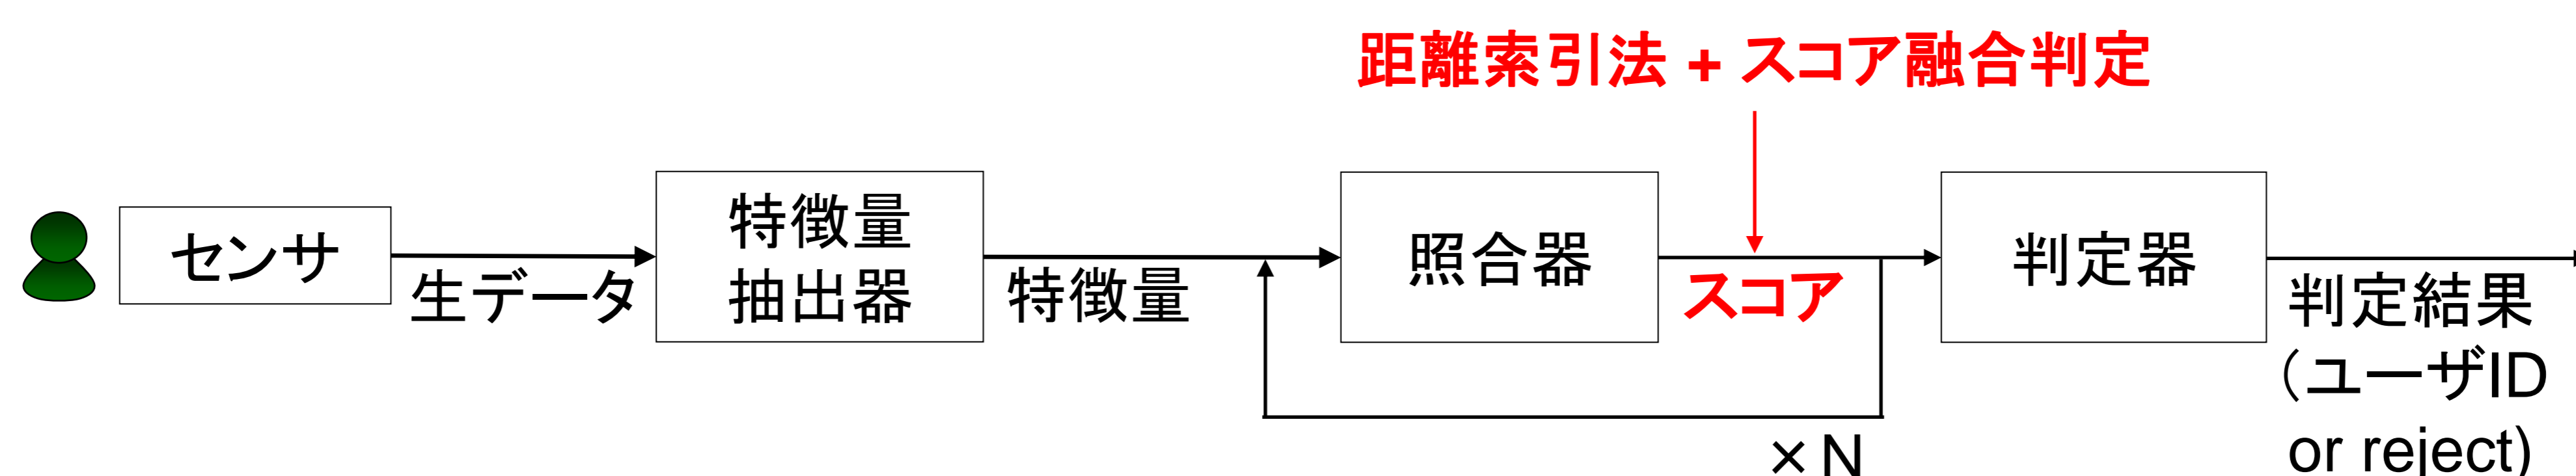 距離索引法 + スコア融合判定
センサ
生データ
特徴量
抽出器
特徴量
照合器
スコア
判定器
判定結果
（ユーザID
or reject)
×N